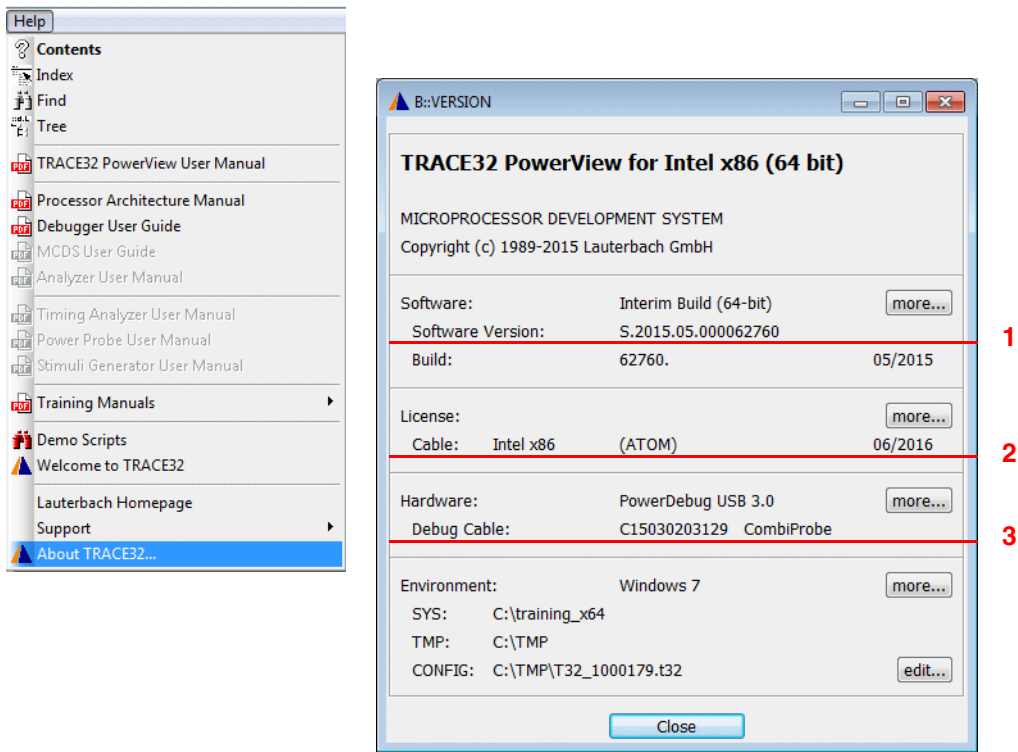 Help
Contents
Index
Find
Tree
TRACE32 PowerView User Manual
Processor Architecture Manual
Debugger User Guide
MCDS User Guide
Analyzer User Manual
Timing Analyzer User Manual
Power Probe User Manual
Stimuli Generator User Manual
Training Manuals
Demo Scripts
Welcome to TRACE32
Lauterbach Homepage
Support
About TRACE32...
B::VERSION
TRACE32 PowerView for Intel x86 (64 bit)
MICROPROCESSOR DEVELOPMENT SYSTEM
Copyright (c) 1989-2015 Lauterbach GmbH
Software: Interim Build (64-bit) more...
Software Version: S.2015.05.000062760
1
Build: 62760. 05/2015
License: more...
Cable: Intel x86 (ATOM) 06/2016
2
Hardware: PowerDebug USB 3.0 more...
Debug Cable: C15030203129 CombiProbe
3
Environment: Windows 7 more...
SYS: C:\training_x64
TMP: C:\TMP
CONFIG: C:\TMP\T32_1000179.t32 edit...
Close